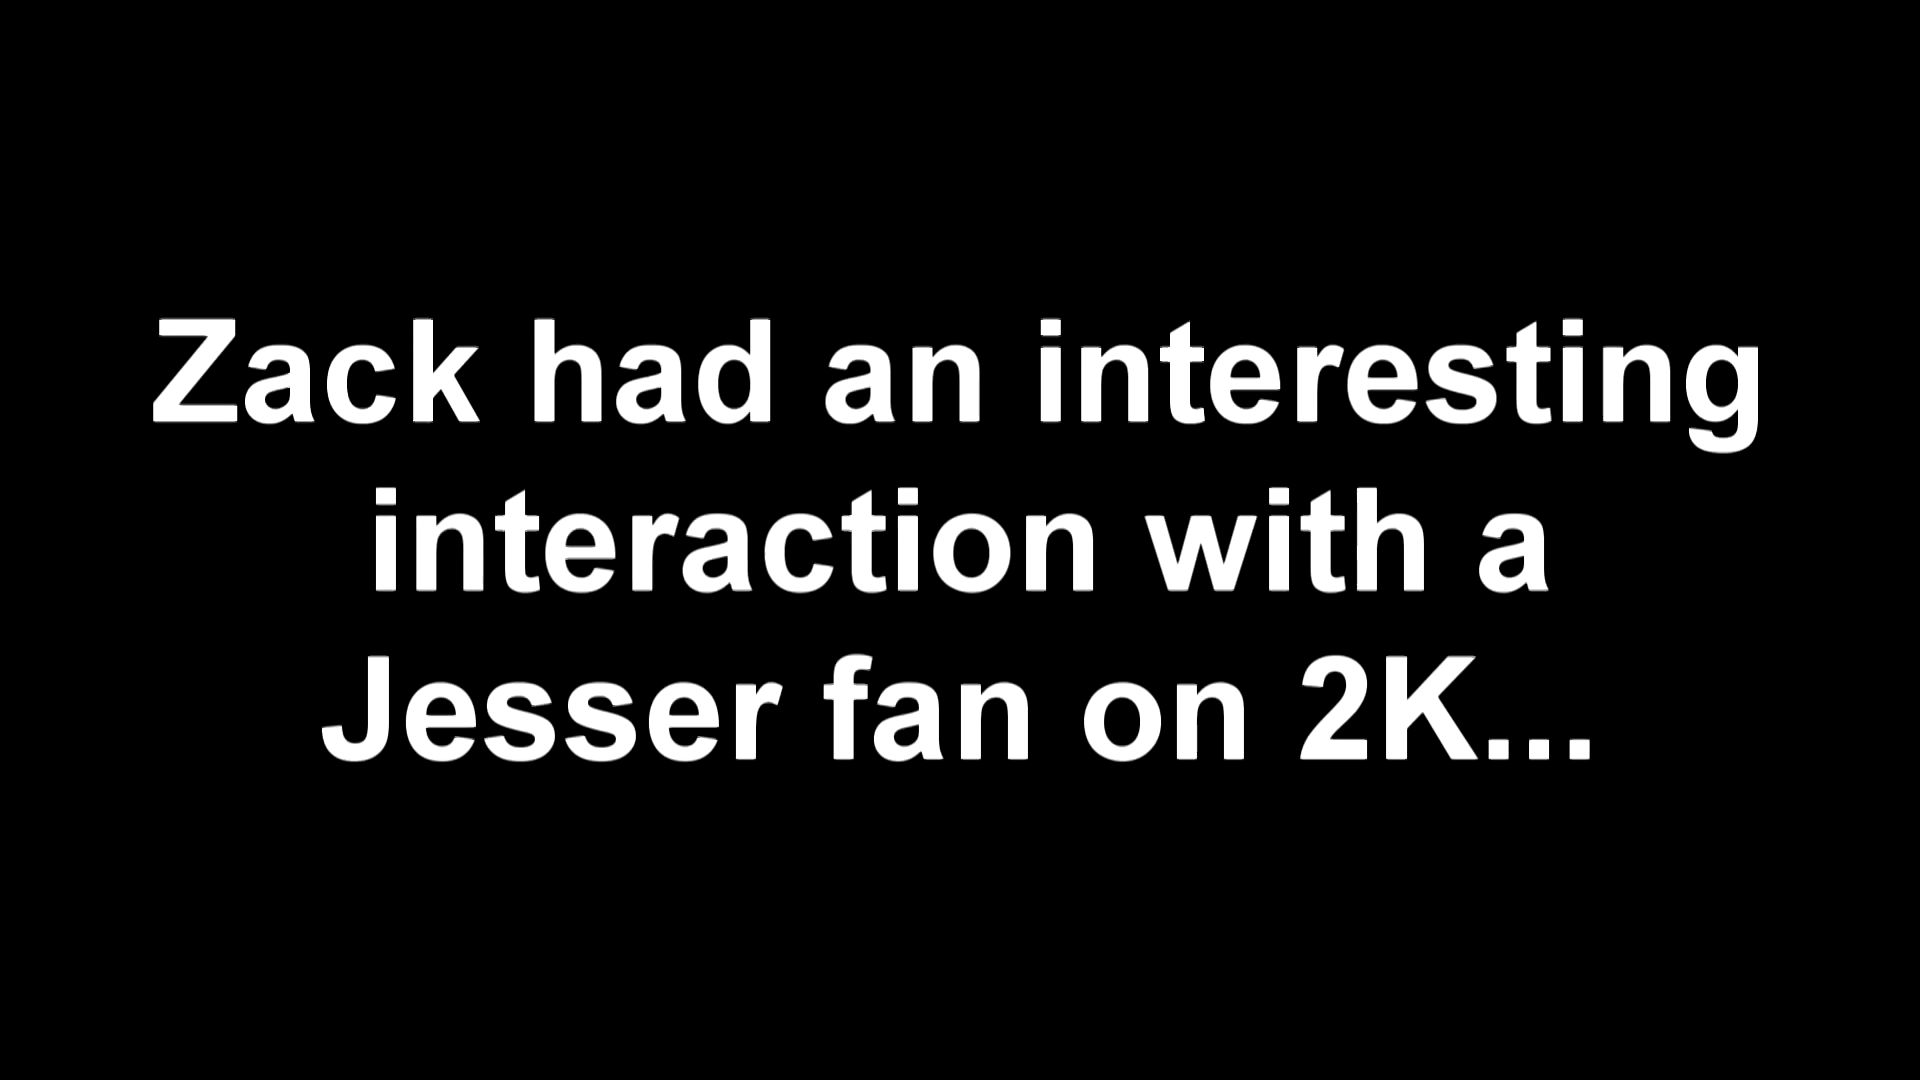 Zack had an interesting
interaction with a
Jesser fan on 2K...